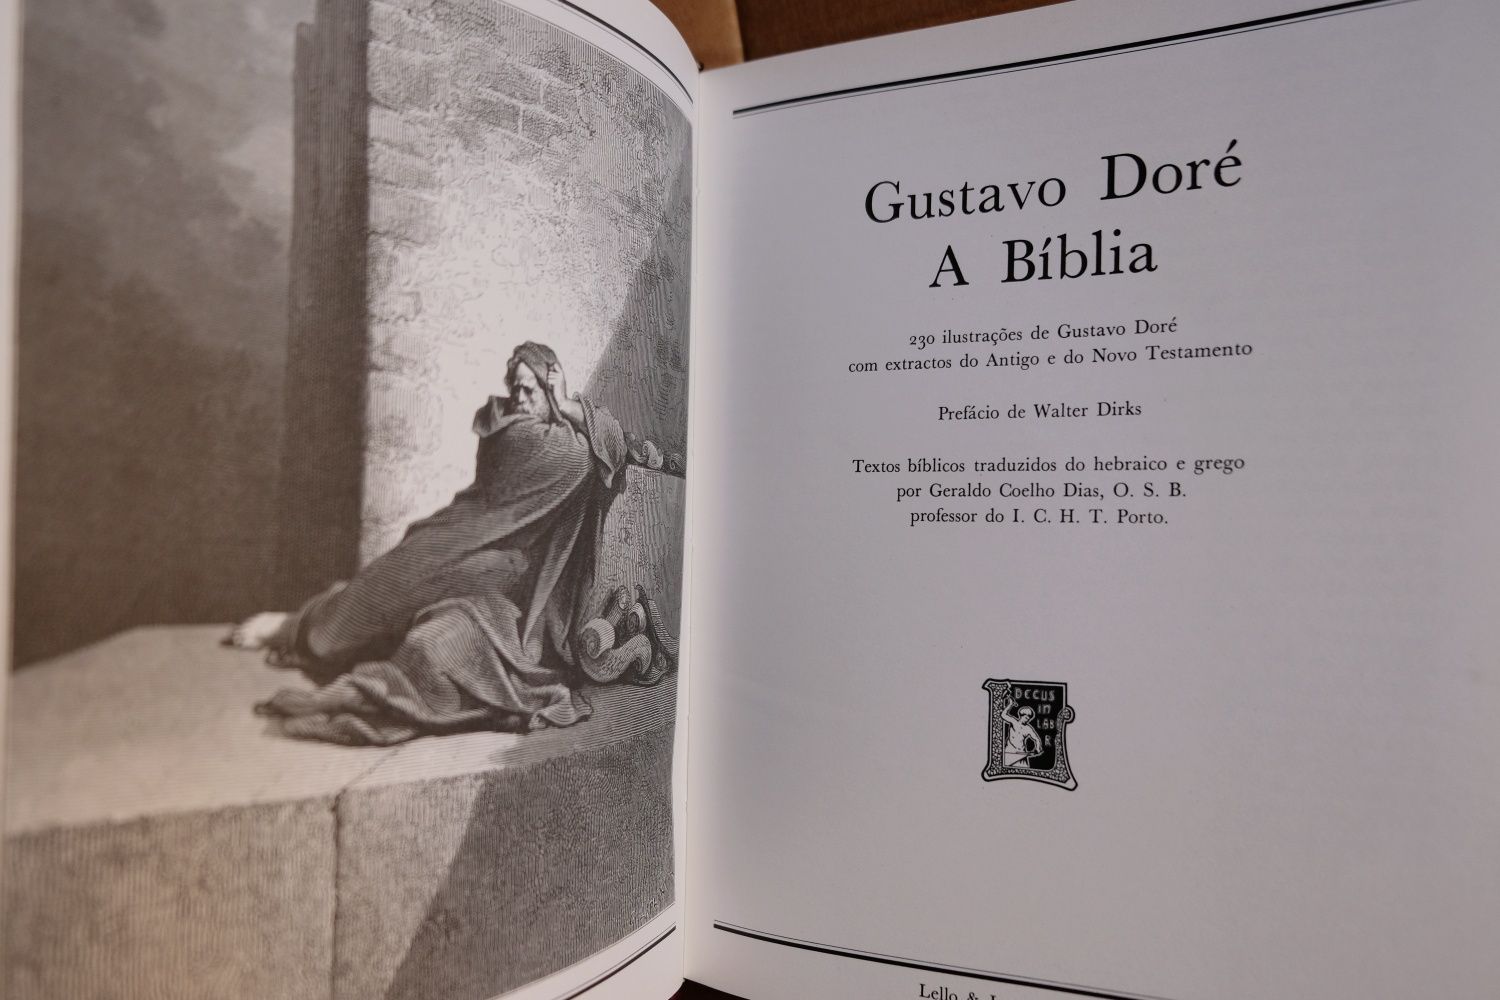 Gustavo Doré
A Bíblia
230 ilustrações de Gustavo Doré
com extractos do Antigo e do Novo Testamento
Prefácio de Walter Dirks
Textos bíblicos traduzidos do hebraico e grego
por Geraldo Coelho Dias, O. S. B.
professor do I. C. H. T. Porto.
DECUS
in
LAB
R
Lello &